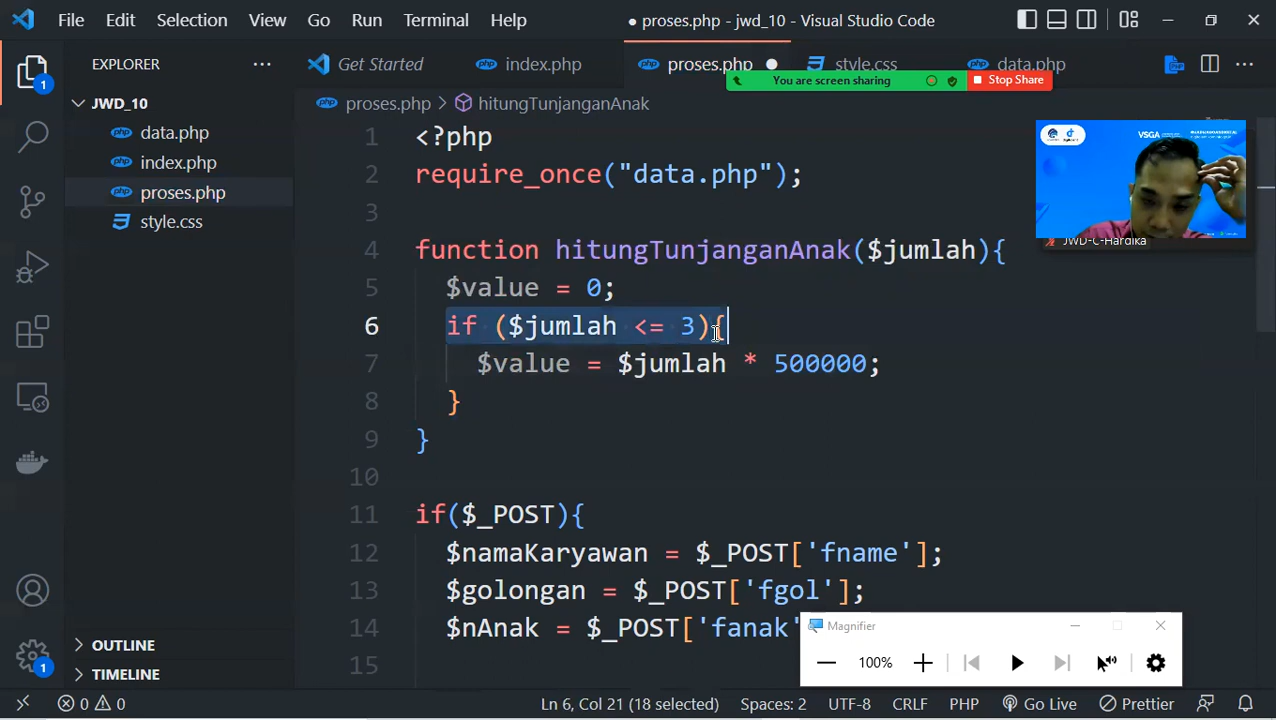 File Edit Selection View Go Run Terminal Help
proses.php - jwd_10 - Visual Studio Code
EXPLORER
Get Started
index.php
proses.php
style.css
data.php
You are screen sharing
Stop Share
JWD_10
data.php
index.php
proses.php
style.css
proses.php > hitungTunjanganAnak
1 <?php
2 require_once("data.php");
3
4 function hitungTunjanganAnak($jumlah){
5 $value = 0;
6 if ($jumlah <= 3){
7 $value = $jumlah * 500000;
8 }
9 }
10
11 if($_POST){
12 $namaKaryawan = $_POST['fname'];
13 $golongan = $_POST['fgol'];
14 $nAnak = $_POST['fanak'
15
VSGA
JWD-C-Hardika
Magnifier
100%
OUTLINE
TIMELINE
1
1
0 0
Ln 6, Col 21 (18 selected) Spaces: 2 UTF-8 CRLF PHP Go Live Prettier